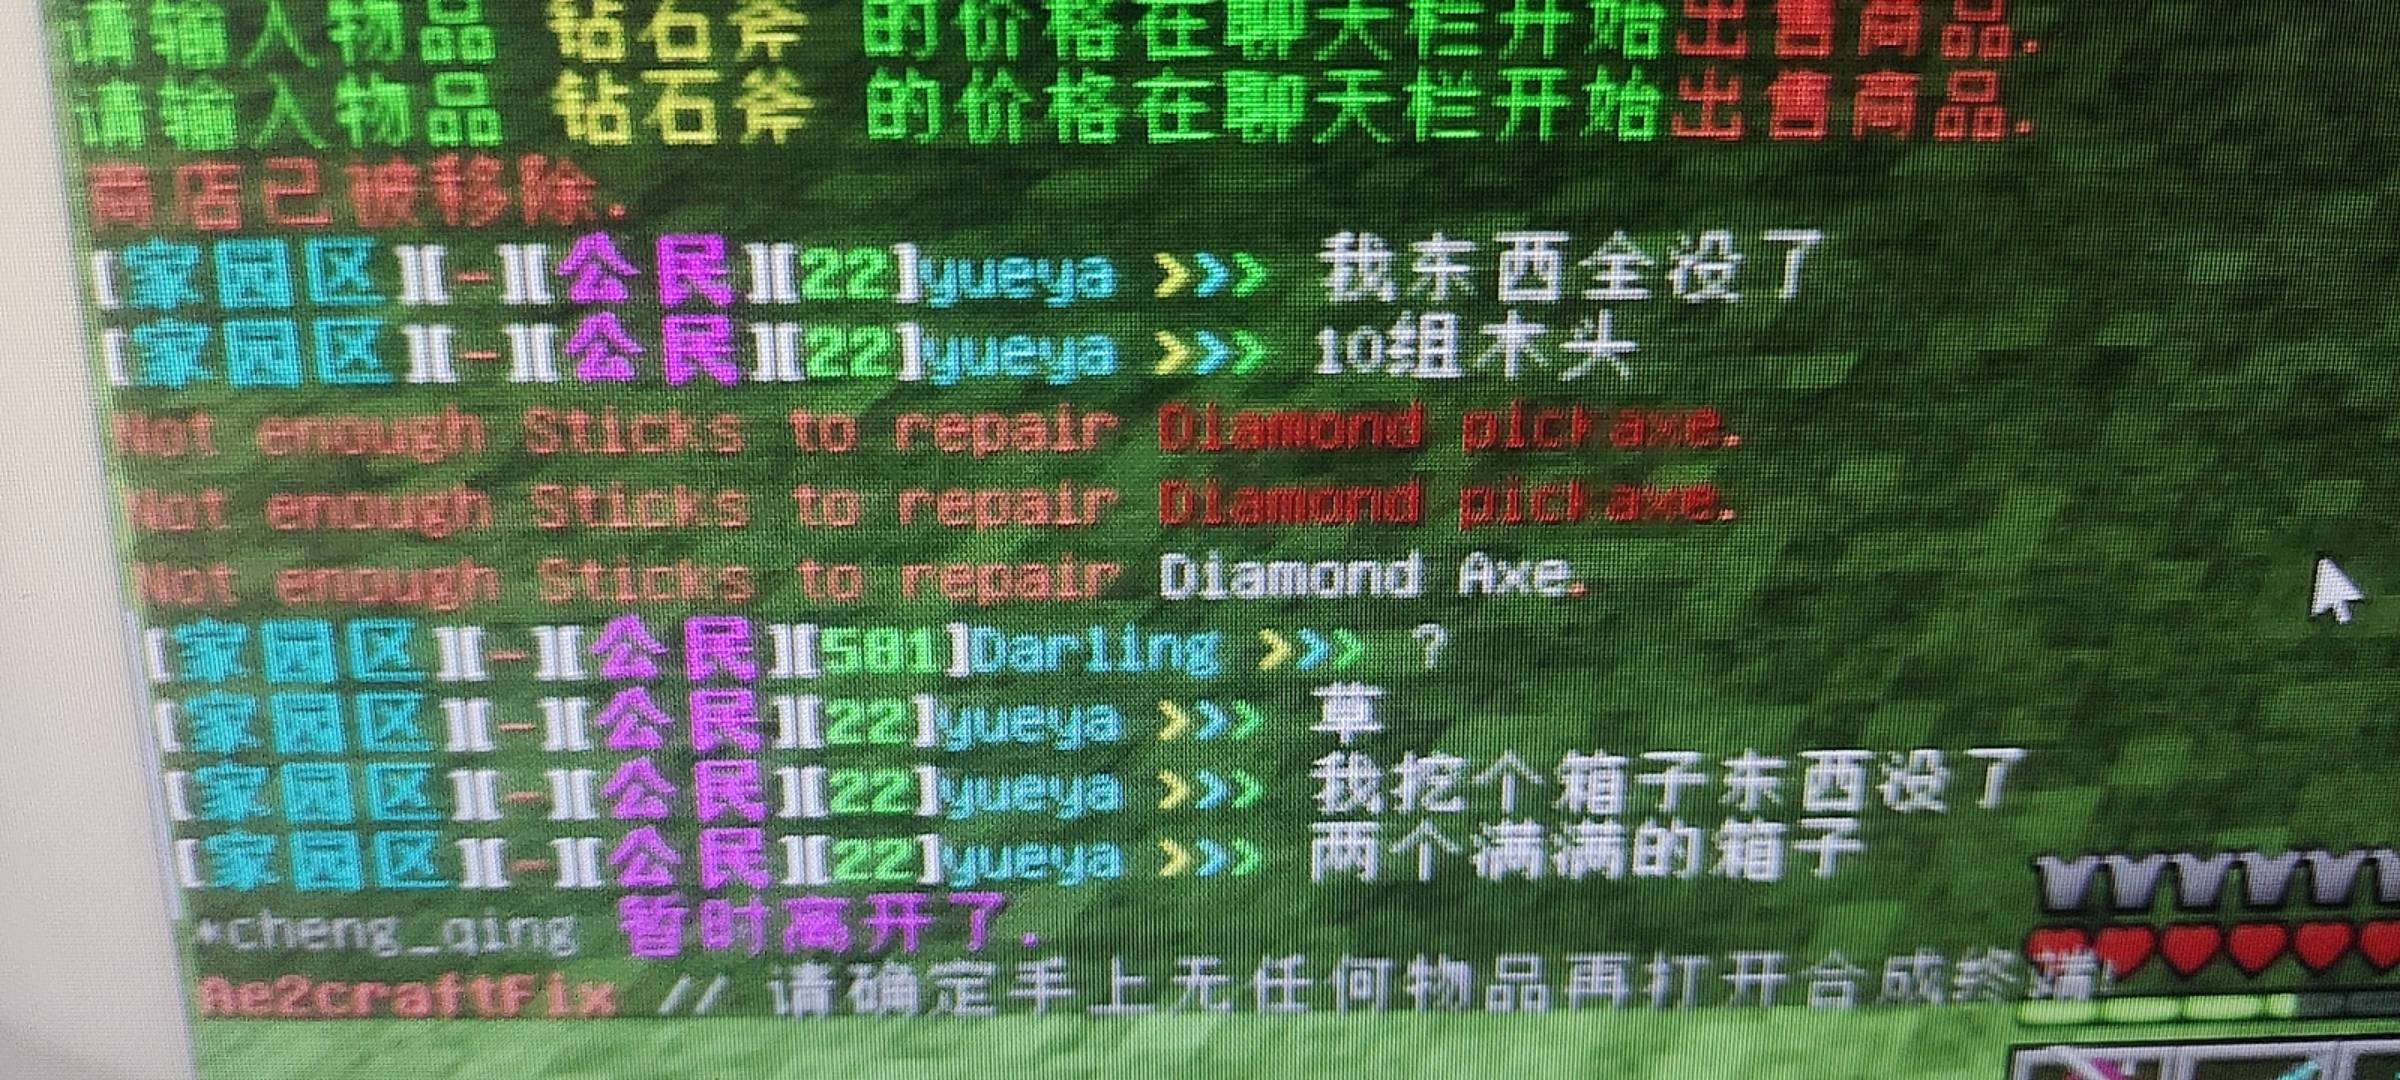 请输入物品 钻石斧 的价格在聊天栏开始出售商品.
请输入物品 钻石斧 的价格在聊天栏开始出售商品.
商店已被移除.
[家园区][-][公民][22]yueya >>> 我东西全没了
[家园区][-][公民][22]yueya >>> 10组木头
Not enough Sticks to repair Diamond pickaxe.
Not enough Sticks to repair Diamond pickaxe.
Not enough Sticks to repair Diamond Axe.
[家园区][-][公民][501]Darling >>> ?
[家园区][-][公民][22]yueya >>> 草
[家园区][-][公民][22]yueya >>> 我挖个箱子东西没了
[家园区][-][公民][22]yueya >>> 两个满满的箱子
*cheng_qing 暂时离开了.
Ae2craftFix // 请确定手上无任何物品再打开合成终端!